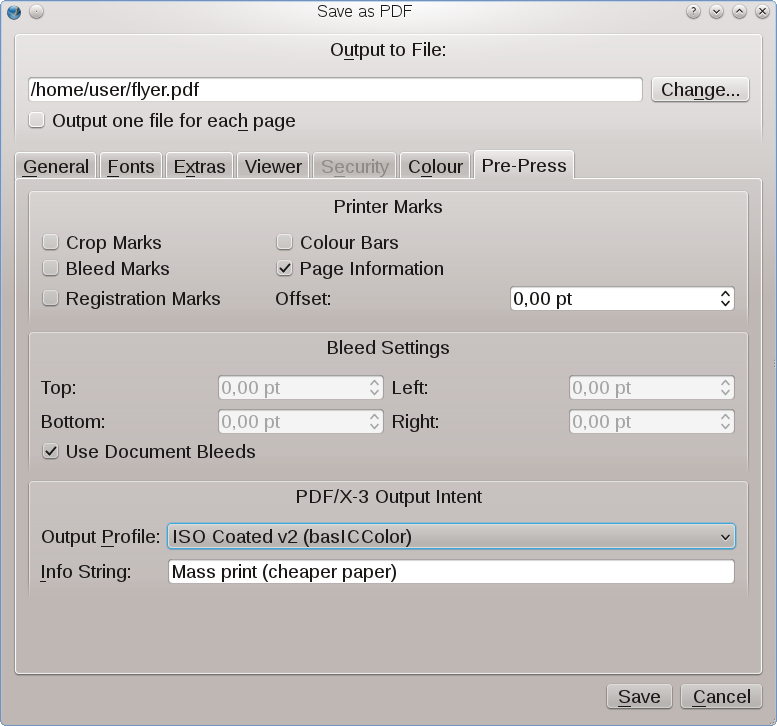 Save as PDF
Output to File:
/home/user/flyer.pdf Change...
Output one file for each page
General Fonts Extras Viewer Security Colour Pre-Press
Printer Marks
Crop Marks Colour Bars
Bleed Marks Page Information
Registration Marks Offset: 0,00 pt
Bleed Settings
Top: 0,00 pt Left: 0,00 pt
Bottom: 0,00 pt Right: 0,00 pt
Use Document Bleeds
PDF/X-3 Output Intent
Output Profile: ISO Coated v2 (basICColor)
Info String: Mass print (cheaper paper)
Save Cancel